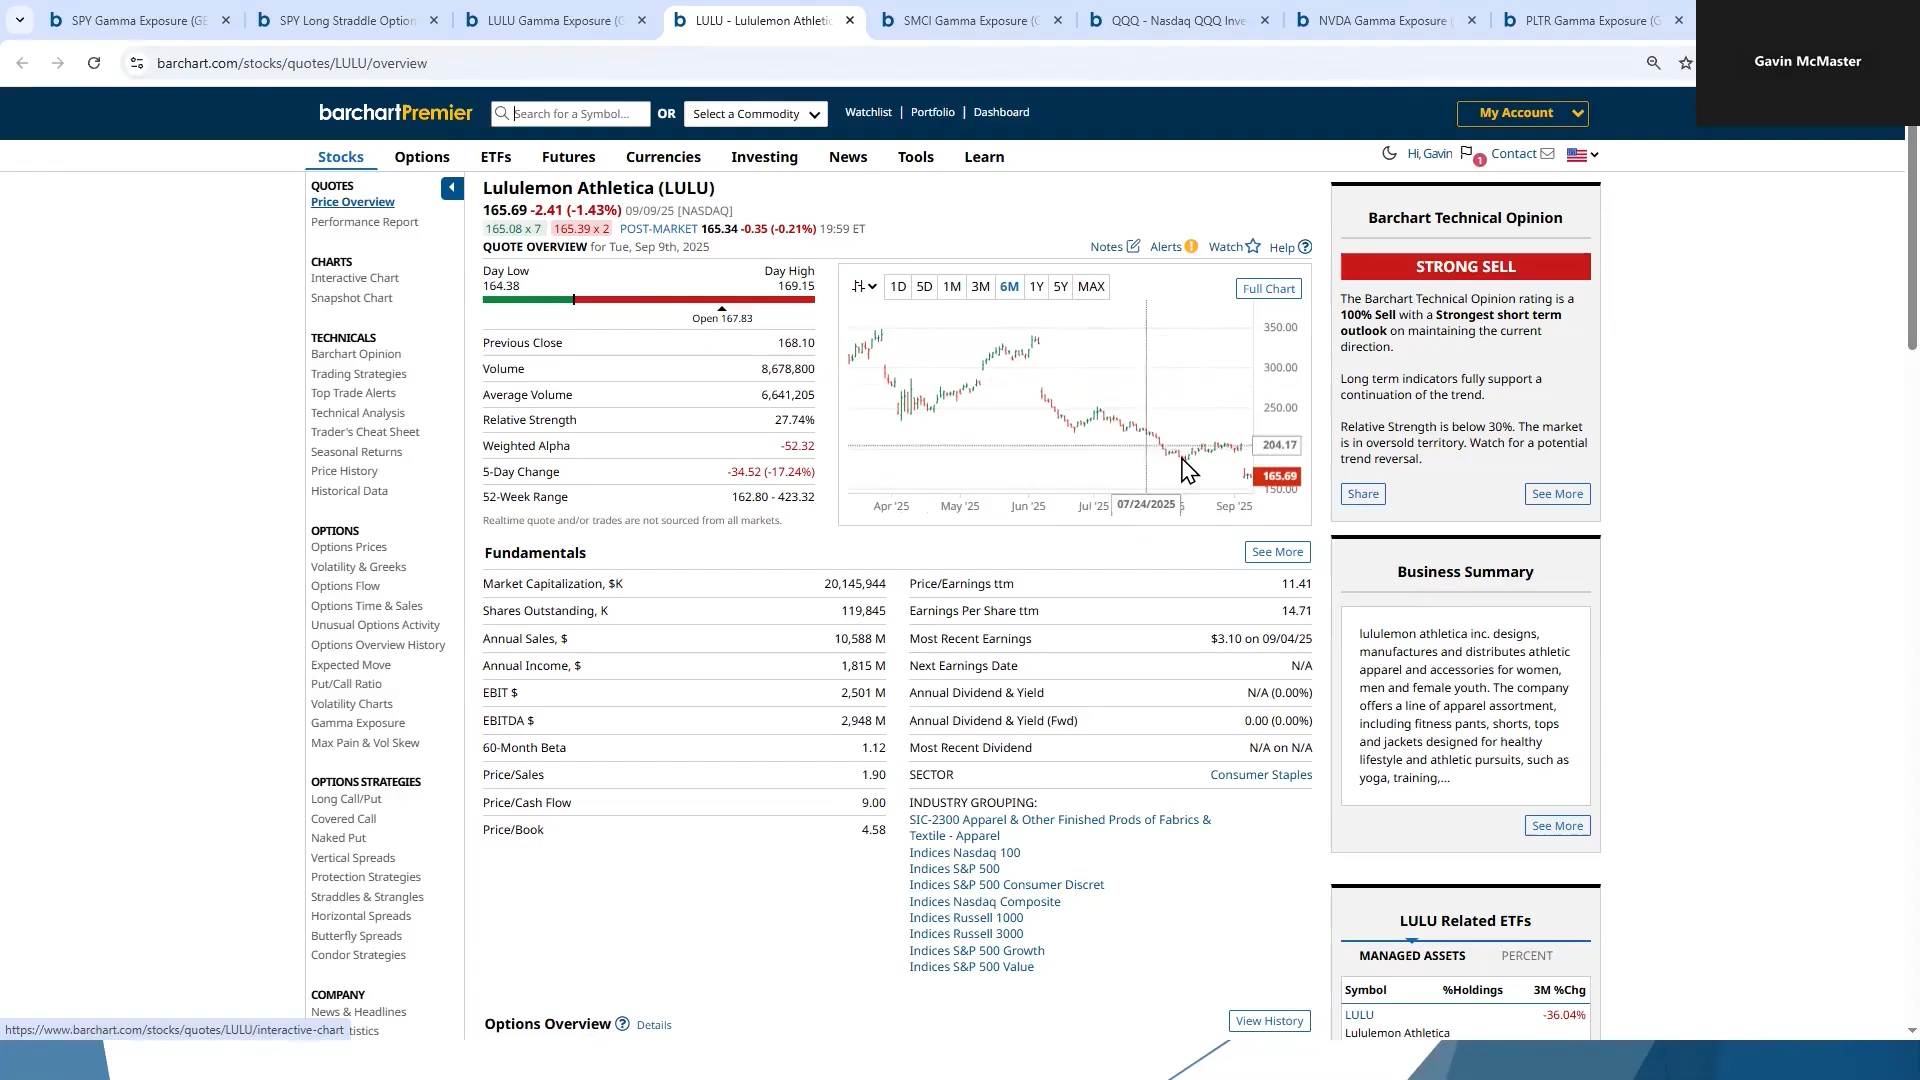 SPY Gamma Exposure (GE
SPY Long Straddle Option
LULU Gamma Exposure (G
LULU - Lululemon Athletic
SMCI Gamma Exposure (G
QQQ - Nasdaq QQQ Inve
NVDA Gamma Exposure (
PLTR Gamma Exposure (G
barchart.com/stocks/quotes/LULU/overview
Gavin McMaster
barchartPremier
Search for a Symbol...
OR
Select a Commodity
Watchlist | Portfolio | Dashboard
My Account
Stocks Options ETFs Futures Currencies Investing News Tools Learn
Hi, Gavin 1 Contact
QUOTES
Price Overview
Performance Report
CHARTS
Interactive Chart
Snapshot Chart
TECHNICALS
Barchart Opinion
Trading Strategies
Top Trade Alerts
Technical Analysis
Trader's Cheat Sheet
Seasonal Returns
Price History
Historical Data
OPTIONS
Options Prices
Volatility & Greeks
Options Flow
Options Time & Sales
Unusual Options Activity
Options Overview History
Expected Move
Put/Call Ratio
Volatility Charts
Gamma Exposure
Max Pain & Vol Skew
OPTIONS STRATEGIES
Long Call/Put
Covered Call
Naked Put
Vertical Spreads
Protection Strategies
Straddles & Strangles
Horizontal Spreads
Butterfly Spreads
Condor Strategies
COMPANY
News & Headlines
tistics
https://www.barchart.com/stocks/quotes/LULU/interactive-chart
Lululemon Athletica (LULU)
165.69 -2.41 (-1.43%) 09/09/25 [NASDAQ]
165.08 x 7 165.39 x 2 POST-MARKET 165.34 -0.35 (-0.21%) 19:59 ET
QUOTE OVERVIEW for Tue, Sep 9th, 2025
Notes Alerts Watch Help
Day Low Day High
164.38 169.15
Open 167.83
Previous Close 168.10
Volume 8,678,800
Average Volume 6,641,205
Relative Strength 27.74%
Weighted Alpha -52.32
5-Day Change -34.52 (-17.24%)
52-Week Range 162.80 - 423.32
Realtime quote and/or trades are not sourced from all markets.
1D 5D 1M 3M 6M 1Y 5Y MAX
Full Chart
350.00
300.00
250.00
204.17
165.69
150.00
Apr '25 May '25 Jun '25 Jul '25 07/24/2025 5 Sep '25
Fundamentals
See More
Market Capitalization, $K 20,145,944
Shares Outstanding, K 119,845
Annual Sales, $ 10,588 M
Annual Income, $ 1,815 M
EBIT $ 2,501 M
EBITDA $ 2,948 M
60-Month Beta 1.12
Price/Sales 1.90
Price/Cash Flow 9.00
Price/Book 4.58
Price/Earnings ttm 11.41
Earnings Per Share ttm 14.71
Most Recent Earnings $3.10 on 09/04/25
Next Earnings Date N/A
Annual Dividend & Yield N/A (0.00%)
Annual Dividend & Yield (Fwd) 0.00 (0.00%)
Most Recent Dividend N/A on N/A
SECTOR Consumer Staples
INDUSTRY GROUPING:
SIC-2300 Apparel & Other Finished Prods of Fabrics &
Textile - Apparel
Indices Nasdaq 100
Indices S&P 500
Indices S&P 500 Consumer Discret
Indices Nasdaq Composite
Indices Russell 1000
Indices Russell 3000
Indices S&P 500 Growth
Indices S&P 500 Value
Options Overview ? Details
View History
Barchart Technical Opinion
STRONG SELL
The Barchart Technical Opinion rating is a
100% Sell with a Strongest short term
outlook on maintaining the current
direction.
Long term indicators fully support a
continuation of the trend.
Relative Strength is below 30%. The market
is in oversold territory. Watch for a potential
trend reversal.
Share
See More
Business Summary
lululemon athletica inc. designs,
manufactures and distributes athletic
apparel and accessories for women,
men and female youth. The company
offers a line of apparel assortment,
including fitness pants, shorts, tops
and jackets designed for healthy
lifestyle and athletic pursuits, such as
yoga, training,...
See More
LULU Related ETFs
MANAGED ASSETS PERCENT
Symbol %Holdings 3M %Chg
LULU -36.04%
Lululemon Athletica